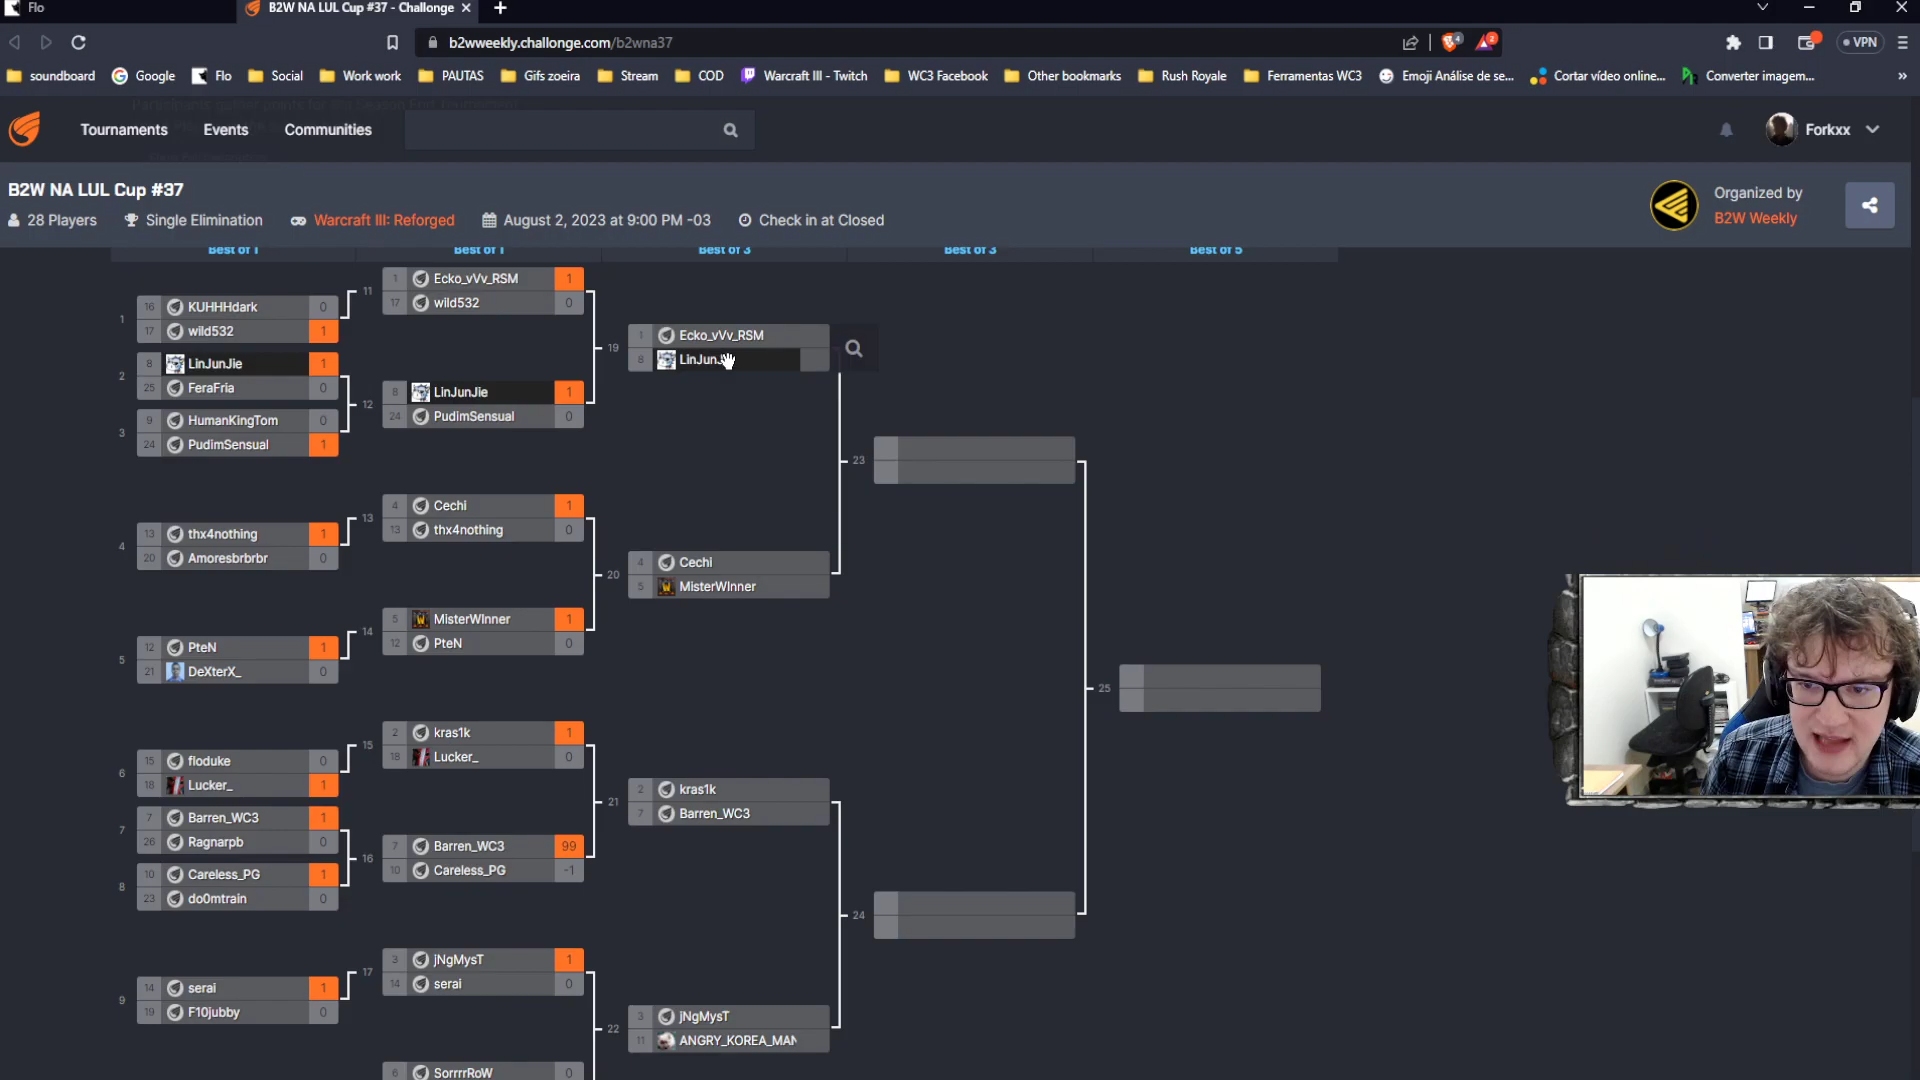 Flo
B2W NA LUL Cup #37 - Challonge
b2wweekly.challonge.com/b2wna37
4
2
VPN
soundboard
Google
Flo
Social
Work work
PAUTAS
Gifs zoeira
Stream
COD
Warcraft III - Twitch
WC3 Facebook
Other bookmarks
Rush Royale
Ferramentas WC3
Emoji Análise de se...
Cortar vídeo online...
Converter imagem...
Tournaments
Events
Communities
Forkxx
B2W NA LUL Cup #37
28 Players
Single Elimination
Warcraft III: Reforged
August 2, 2023 at 9:00 PM -03
Check in at Closed
Organized by
B2W Weekly
Best of 1
Best of 1
Best of 3
Best of 3
Best of 5
1
16 KUHHHdark 0
17 wild532 1
2
8 LinJunJie 1
25 FeraFria 0
3
9 HumanKingTom 0
24 PudimSensual 1
4
13 thx4nothing 1
20 Amoresbrbrbr 0
5
12 PteN 1
21 DeXterX_ 0
6
15 floduke 0
18 Lucker_ 1
7
7 Barren_WC3 1
26 Ragnarpb 0
8
10 Careless_PG 1
23 do0mtrain 0
9
14 serai 1
19 F10jubby 0
11
1 Ecko_vVv_RSM 1
17 wild532 0
12
8 LinJunJie 1
24 PudimSensual 0
13
4 Cechi 1
13 thx4nothing 0
14
5 MisterWInner 1
12 PteN 0
15
2 kras1k 1
18 Lucker_ 0
16
7 Barren_WC3 99
10 Careless_PG -1
17
3 jNgMysT 1
14 serai 0
6 SorrrrRoW 0
19
1 Ecko_vVv_RSM
8 LinJunJ
20
4 Cechi
5 MisterWInner
21
2 kras1k
7 Barren_WC3
22
3 jNgMysT
11 ANGRY_KOREA_MAN
23
24
25